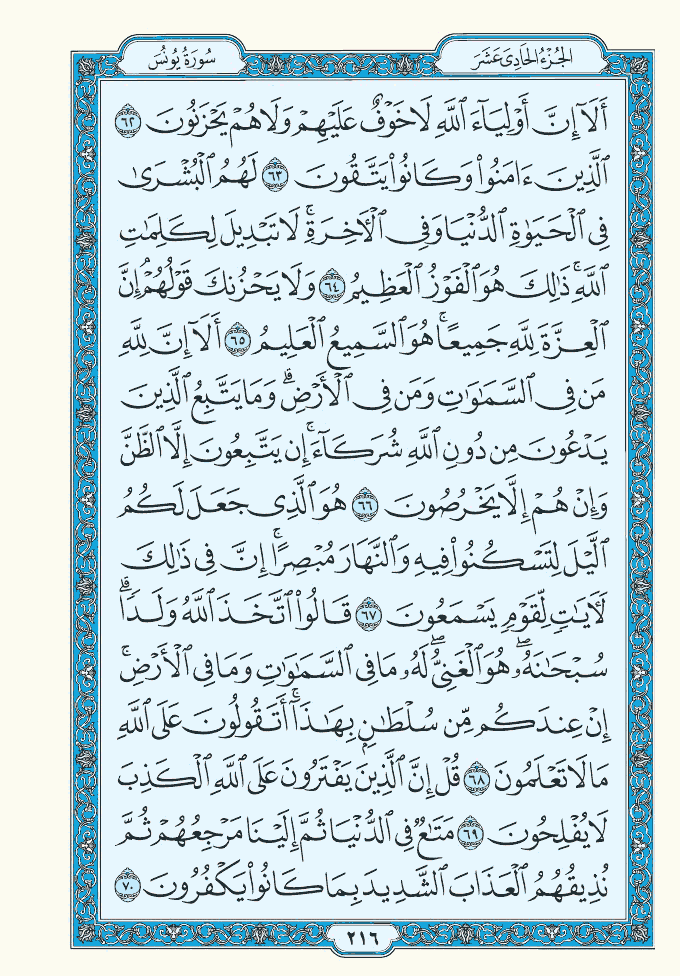 الجُزْءُ الحَادِىَ عَشَرَ
سُورَةُ يُونُسَ
أَلَآ إِنَّ أَوْلِيَآءَ ٱللَّهِ لَا خَوْفٌ عَلَيْهِمْ وَلَا هُمْ يَحْزَنُونَ ٦٢
ٱلَّذِينَ ءَامَنُوا۟ وَكَانُوا۟ يَتَّقُونَ ٦٣ لَهُمُ ٱلْبُشْرَىٰ
فِى ٱلْحَيَوٰةِ ٱلدُّنْيَا وَفِى ٱلْـَٔاخِرَةِ ۚ لَا تَبْدِيلَ لِكَلِمَٰتِ
ٱللَّهِ ۚ ذَٰلِكَ هُوَ ٱلْفَوْزُ ٱلْعَظِيمُ ٦٤ وَلَا يَحْزُنكَ قَوْلُهُمْ ۘ إِنَّ
ٱلْعِزَّةَ لِلَّهِ جَمِيعًا ۚ هُوَ ٱلسَّمِيعُ ٱلْعَلِيمُ ٦٥ أَلَآ إِنَّ لِلَّهِ
مَن فِى ٱلسَّمَٰوَٰتِ وَمَن فِى ٱلْأَرْضِ ۗ وَمَا يَتَّبِعُ ٱلَّذِينَ
يَدْعُونَ مِن دُونِ ٱللَّهِ شُرَكَآءَ ۚ إِن يَتَّبِعُونَ إِلَّا ٱلظَّنَّ
وَإِنْ هُمْ إِلَّا يَخْرُصُونَ ٦٦ هُوَ ٱلَّذِى جَعَلَ لَكُمُ
ٱلَّيْلَ لِتَسْكُنُوا۟ فِيهِ وَٱلنَّهَارَ مُبْصِرًا ۚ إِنَّ فِى ذَٰلِكَ
لَـَٔايَٰتٍ لِّقَوْمٍ يَسْمَعُونَ ٦٧ قَالُوا۟ ٱتَّخَذَ ٱللَّهُ وَلَدًا ۗ
سُبْحَٰنَهُۥ ۖ هُوَ ٱلْغَنِىُّ ۖ لَهُۥ مَا فِى ٱلسَّمَٰوَٰتِ وَمَا فِى ٱلْأَرْضِ ۚ
إِنْ عِندَكُم مِّن سُلْطَٰنٍۭ بِهَٰذَآ ۚ أَتَقُولُونَ عَلَى ٱللَّهِ
مَا لَا تَعْلَمُونَ ٦٨ قُلْ إِنَّ ٱلَّذِينَ يَفْتَرُونَ عَلَى ٱللَّهِ ٱلْكَذِبَ
لَا يُفْلِحُونَ ٦٩ مَتَٰعٌ فِى ٱلدُّنْيَا ثُمَّ إِلَيْنَا مَرْجِعُهُمْ ثُمَّ
نُذِيقُهُمُ ٱلْعَذَابَ ٱلشَّدِيدَ بِمَا كَانُوا۟ يَكْفُرُونَ ٧٠
٢١٦